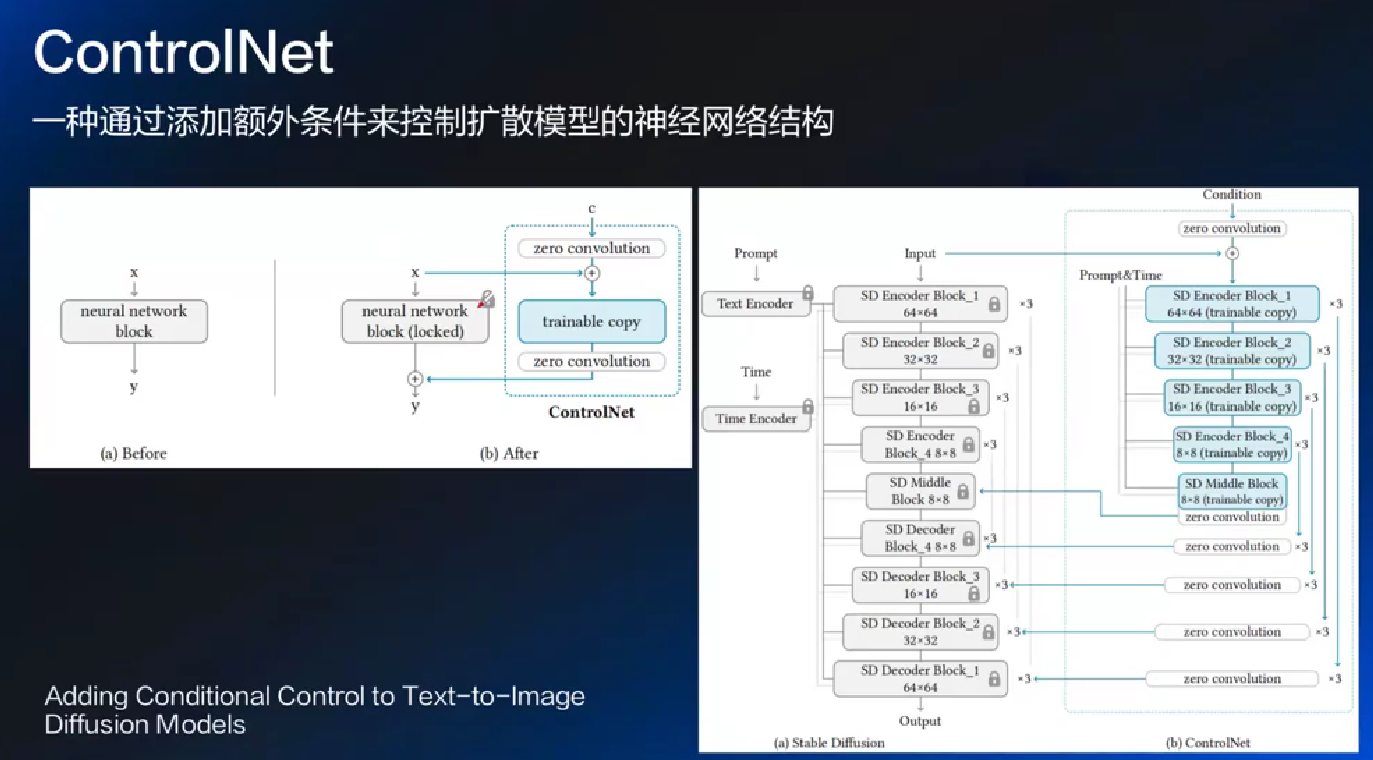 ControlNet
一种通过添加额外条件来控制扩散模型的神经网络结构
x
neural network
block
y
(a) Before
c
zero convolution
x
+
neural network
block (locked)
trainable copy
zero convolution
+
y
ControlNet
(b) After
Prompt
Text Encoder
Time
Time Encoder
Input
SD Encoder Block_1
64×64
×3
SD Encoder Block_2
32×32
×3
SD Encoder Block_3
16×16
×3
SD Encoder
Block_4 8×8
×3
SD Middle
Block 8×8
SD Decoder
Block_4 8×8
×3
SD Decoder Block_3
16×16
×3
SD Decoder Block_2
32×32
×3
SD Decoder Block_1
64×64
×3
Output
(a) Stable Diffusion
Condition
zero convolution
+
Prompt&Time
SD Encoder Block_1
64×64 (trainable copy)
×3
SD Encoder Block_2
32×32 (trainable copy)
×3
SD Encoder Block_3
16×16 (trainable copy)
×3
SD Encoder Block_4
8×8 (trainable copy)
×3
SD Middle Block
8×8 (trainable copy)
zero convolution
zero convolution
×3
zero convolution
×3
zero convolution
×3
zero convolution
×3
(b) ControlNet
Adding Conditional Control to Text-to-Image
Diffusion Models